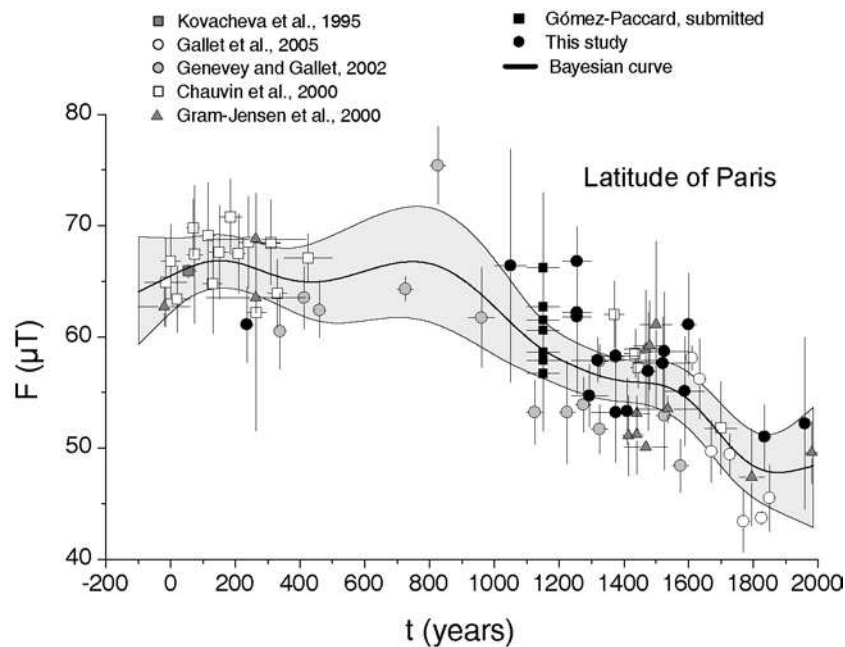 Kovacheva et al., 1995
Gallet et al., 2005
Genevey and Gallet, 2002
Chauvin et al., 2000
Gram-Jensen et al., 2000
Gómez-Paccard, submitted
This study
Bayesian curve
Latitude of Paris
F (µT)
80
70
60
50
40
-200 0 200 400 600 800 1000 1200 1400 1600 1800 2000
t (years)